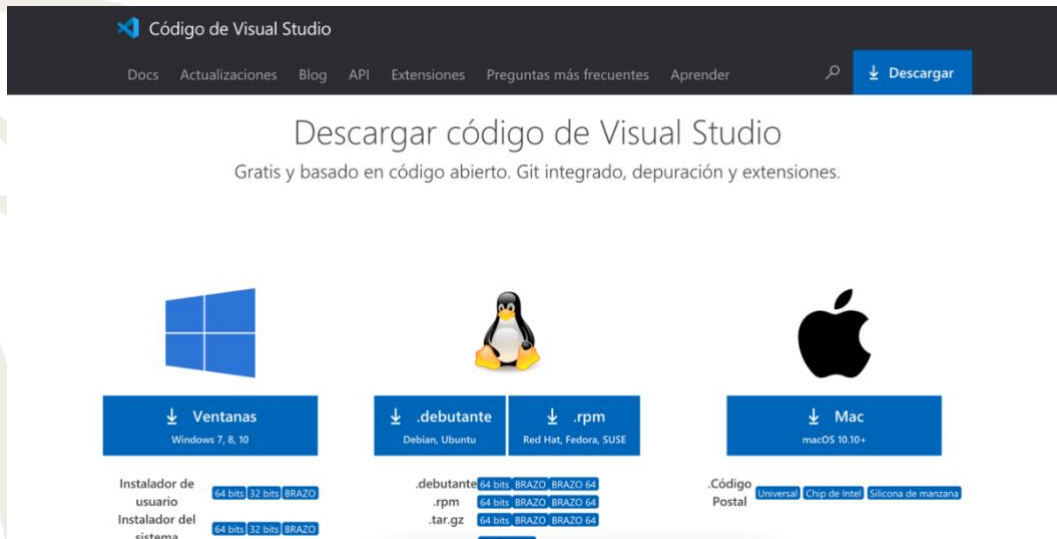 Código de Visual Studio
Docs Actualizaciones Blog API Extensiones Preguntas más frecuentes Aprender Descargar
Descargar código de Visual Studio
Gratis y basado en código abierto. Git integrado, depuración y extensiones.
Ventanas
Windows 7, 8, 10
.debutante
Debian, Ubuntu
.rpm
Red Hat, Fedora, SUSE
Mac
macOS 10.10+
Instalador de usuario 64 bits 32 bits BRAZO
Instalador del sistema 64 bits 32 bits BRAZO
.debutante 64 bits BRAZO BRAZO 64
.rpm 64 bits BRAZO BRAZO 64
.tar.gz 64 bits BRAZO BRAZO 64
.Código Postal Universal Chip de Intel Silicona de manzana